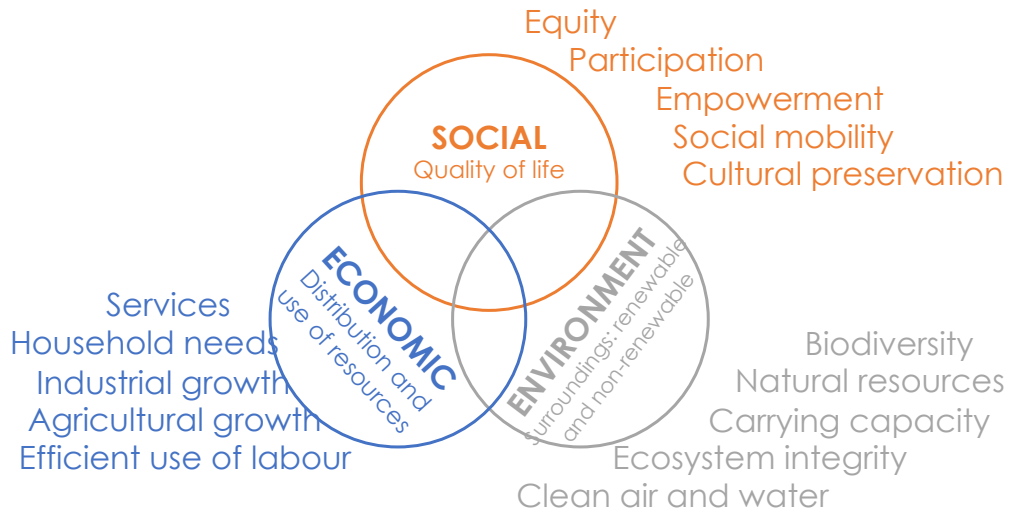 Equity
Participation
Empowerment
Social mobility
Cultural preservation
SOCIAL
Quality of life
ECONOMIC
Distribution and
use of resources
ENVIRONMENT
Surroundings: renewable
and non-renewable
Services
Household needs
Industrial growth
Agricultural growth
Efficient use of labour
Biodiversity
Natural resources
Carrying capacity
Ecosystem integrity
Clean air and water